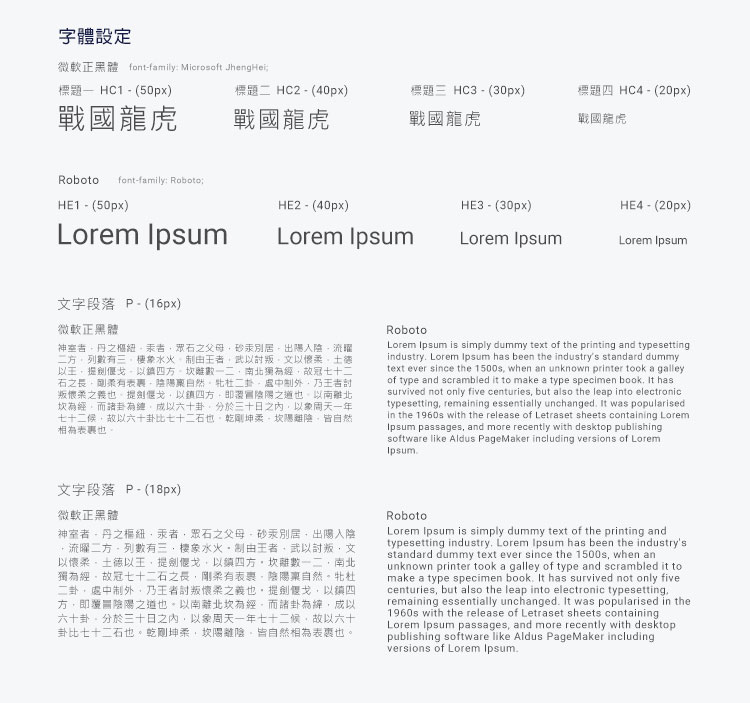 字體設定
微軟正黑體 font-family: Microsoft JhengHei;
標題一 HC1 - (50px) 標題二 HC2 - (40px) 標題三 HC3 - (30px) 標題四 HC4 - (20px)
戰國龍虎 戰國龍虎 戰國龍虎 戰國龍虎
Roboto font-family: Roboto;
HE1 - (50px) HE2 - (40px) HE3 - (30px) HE4 - (20px)
Lorem Ipsum Lorem Ipsum Lorem Ipsum Lorem Ipsum
文字段落 P - (16px)
微軟正黑體
神室者，丹之樞紐，汞者，眾石之父母，砂汞別居，出陽入陰，流曜
二方，列數有三，棲象水火。制由王者，武以討叛，文以懷柔，土德
以王，提劍偃戈，以鎮四方。坎離數一二，南北獨為經，故冠七十二
石之長，剛柔有表裏，陰陽稟自然。牝牡二卦，處中制外，乃王者討
叛懷柔之義也。提劍偃戈，以鎮四方，即覆冒陰陽之道也。以南離北
坎為經，而諸卦為緯，成以六十卦，分於三十日之內，以象周天一年
七十二候，故以六十卦比七十二石也。乾剛坤柔，坎陽離陰，皆自然
相為表裏也。
Roboto
Lorem Ipsum is simply dummy text of the printing and typesetting
industry. Lorem Ipsum has been the industry's standard dummy
text ever since the 1500s, when an unknown printer took a galley
of type and scrambled it to make a type specimen book. It has
survived not only five centuries, but also the leap into electronic
typesetting, remaining essentially unchanged. It was popularised
in the 1960s with the release of Letraset sheets containing Lorem
Ipsum passages, and more recently with desktop publishing
software like Aldus PageMaker including versions of Lorem
Ipsum.
文字段落 P - (18px)
微軟正黑體
神室者，丹之樞紐，汞者，眾石之父母，砂汞別居，出陽入陰
，流曜二方，列數有三，棲象水火。制由王者，武以討叛，文
以懷柔，土德以王，提劍偃戈，以鎮四方。坎離數一二，南北
獨為經，故冠七十二石之長，剛柔有表裏，陰陽稟自然。牝牡
二卦，處中制外，乃王者討叛懷柔之義也。提劍偃戈，以鎮四
方，即覆冒陰陽之道也。以南離北坎為經，而諸卦為緯，成以
六十卦，分於三十日之內，以象周天一年七十二候，故以六十
卦比七十二石也。乾剛坤柔，坎陽離陰，皆自然相為表裏也。
Roboto
Lorem Ipsum is simply dummy text of the printing and
typesetting industry. Lorem Ipsum has been the industry's
standard dummy text ever since the 1500s, when an
unknown printer took a galley of type and scrambled it to
make a type specimen book. It has survived not only five
centuries, but also the leap into electronic typesetting,
remaining essentially unchanged. It was popularised in the
1960s with the release of Letraset sheets containing
Lorem Ipsum passages, and more recently with desktop
publishing software like Aldus PageMaker including
versions of Lorem Ipsum.